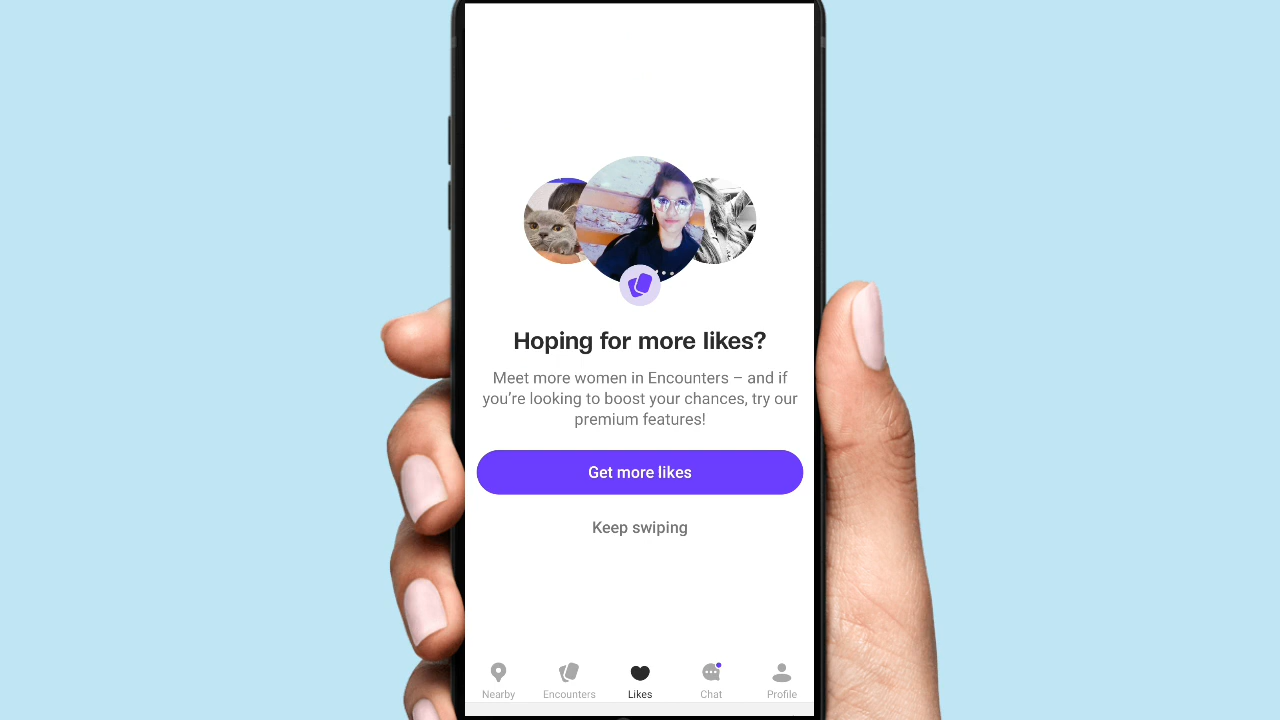 Hoping for more likes?
Meet more women in Encounters – and if
you’re looking to boost your chances, try our
premium features!
Get more likes
Keep swiping
Nearby Encounters Likes Chat Profile